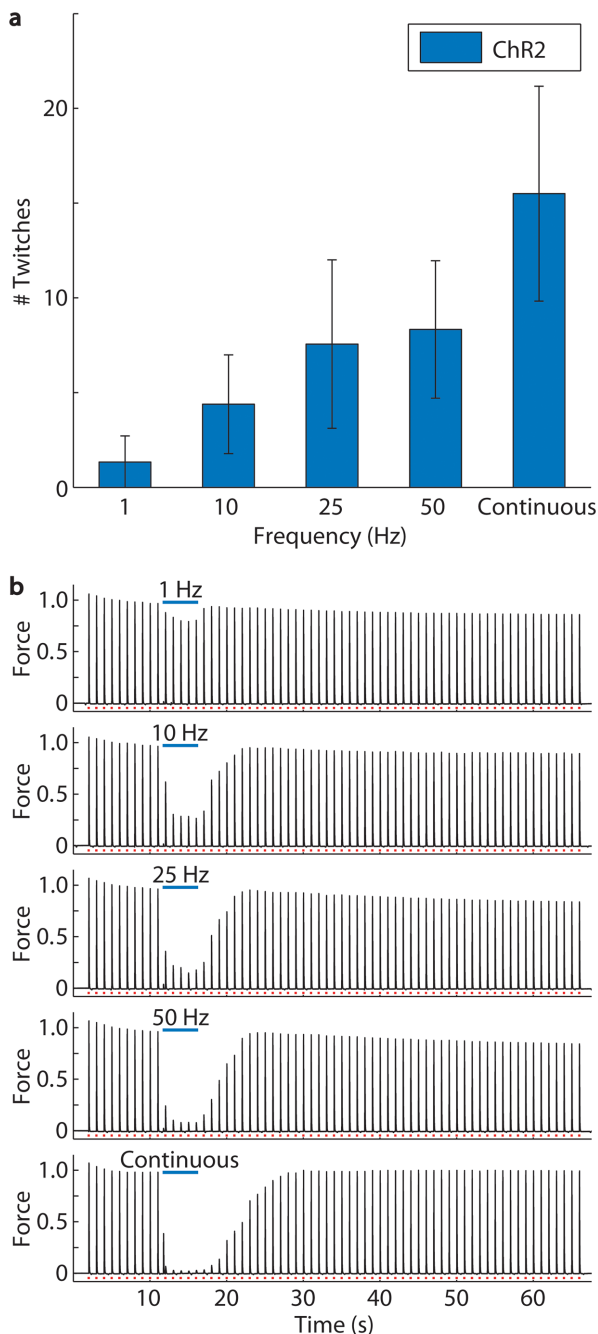 a
ChR2
# Twitches
20
10
0
1 10 25 50 Continuous
Frequency (Hz)
b
1 Hz
Force
1.0
0.5
0
10 Hz
Force
1.0
0.5
0
25 Hz
Force
1.0
0.5
0
50 Hz
Force
1.0
0.5
0
Continuous
Force
1.0
0.5
0
10 20 30 40 50 60
Time (s)